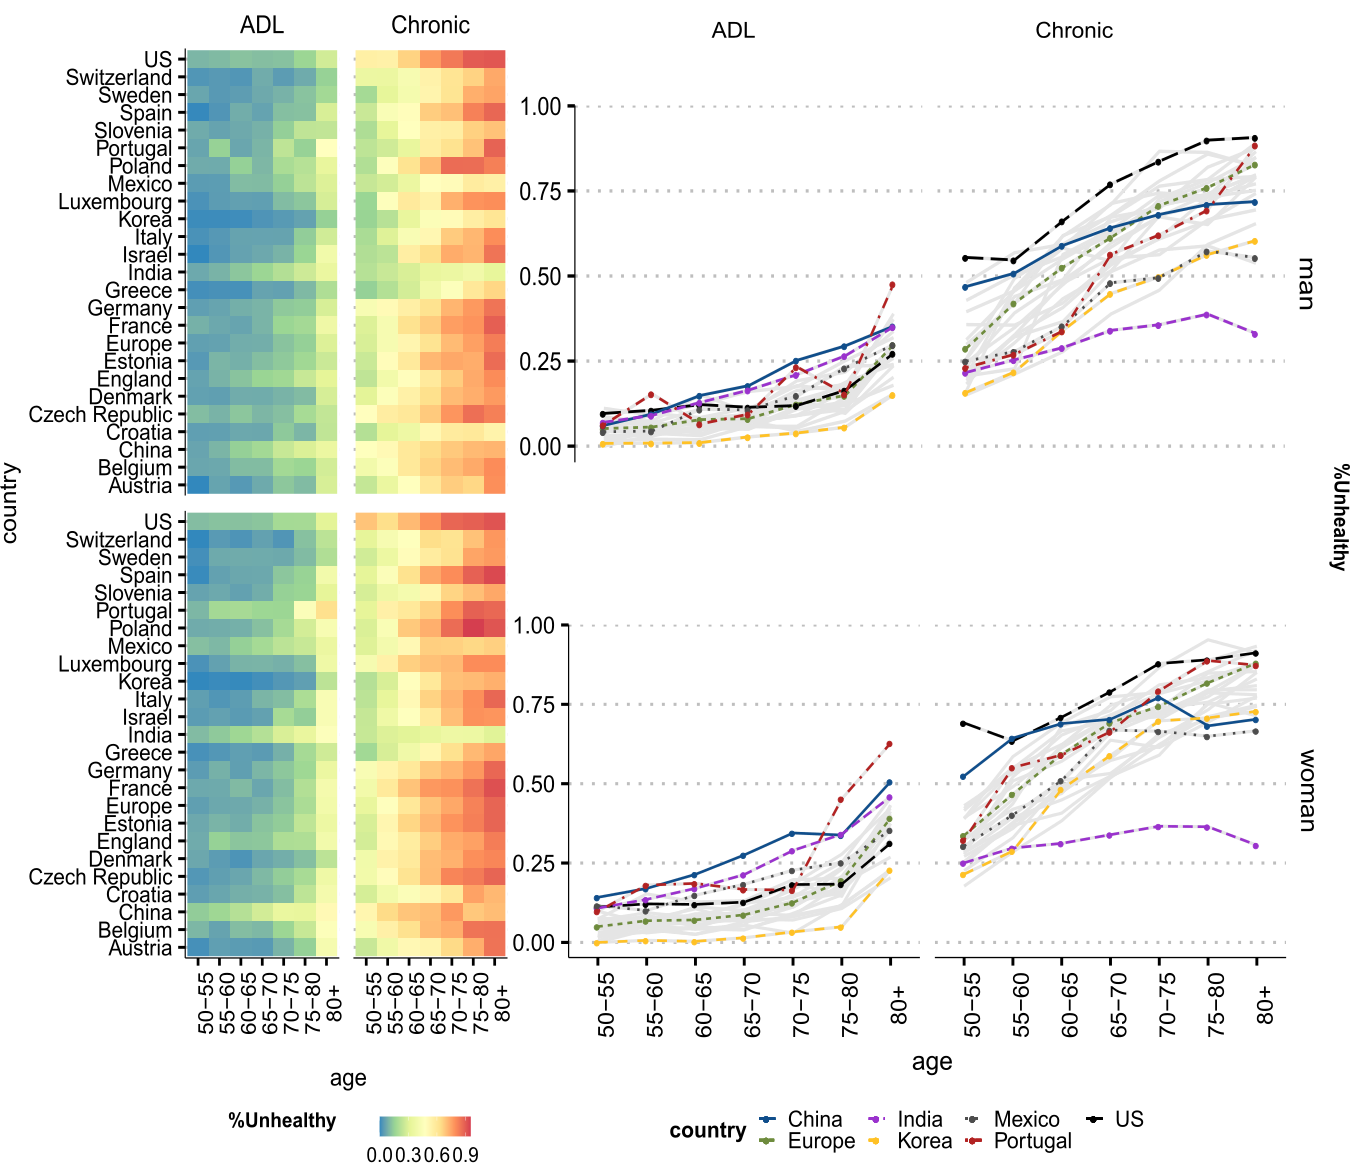 ADL Chronic
US
Switzerland
Sweden
Spain
Slovenia
Portugal
Poland
Mexico
Luxembourg
Korea
Italy
Israel
India
Greece
Germany
France
Europe
Estonia
England
Denmark
Czech Republic
Croatia
China
Belgium
Austria
US
Switzerland
Sweden
Spain
Slovenia
Portugal
Poland
Mexico
Luxembourg
Korea
Italy
Israel
India
Greece
Germany
France
Europe
Estonia
England
Denmark
Czech Republic
Croatia
China
Belgium
Austria
country
50−55 55−60 60−65 65−70 70−75 75−80 80+ 50−55 55−60 60−65 65−70 70−75 75−80 80+
age
%Unhealthy
0.00.30.60.9
ADL Chronic
1.00
0.75
0.50
0.25
0.00
man
1.00
0.75
0.50
0.25
0.00
woman
%Unhealthy
50−55 55−60 60−65 65−70 70−75 75−80 80+ 50−55 55−60 60−65 65−70 70−75 75−80 80+
age
country
China India Mexico US
Europe Korea Portugal